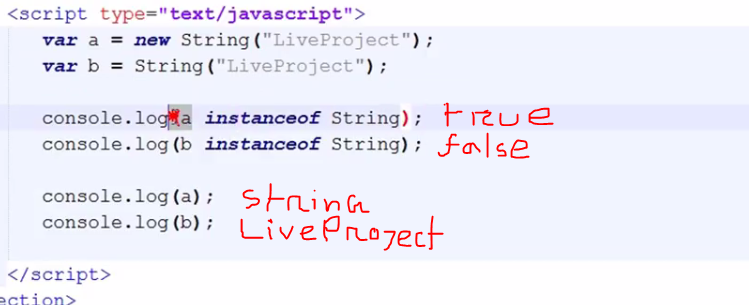 <script type="text/javascript">
var a = new String("LiveProject");
var b = String("LiveProject");
console.log(a instanceof String); true
console.log(b instanceof String); false
console.log(a); String
console.log(b); LiveProject
</script>
ection>